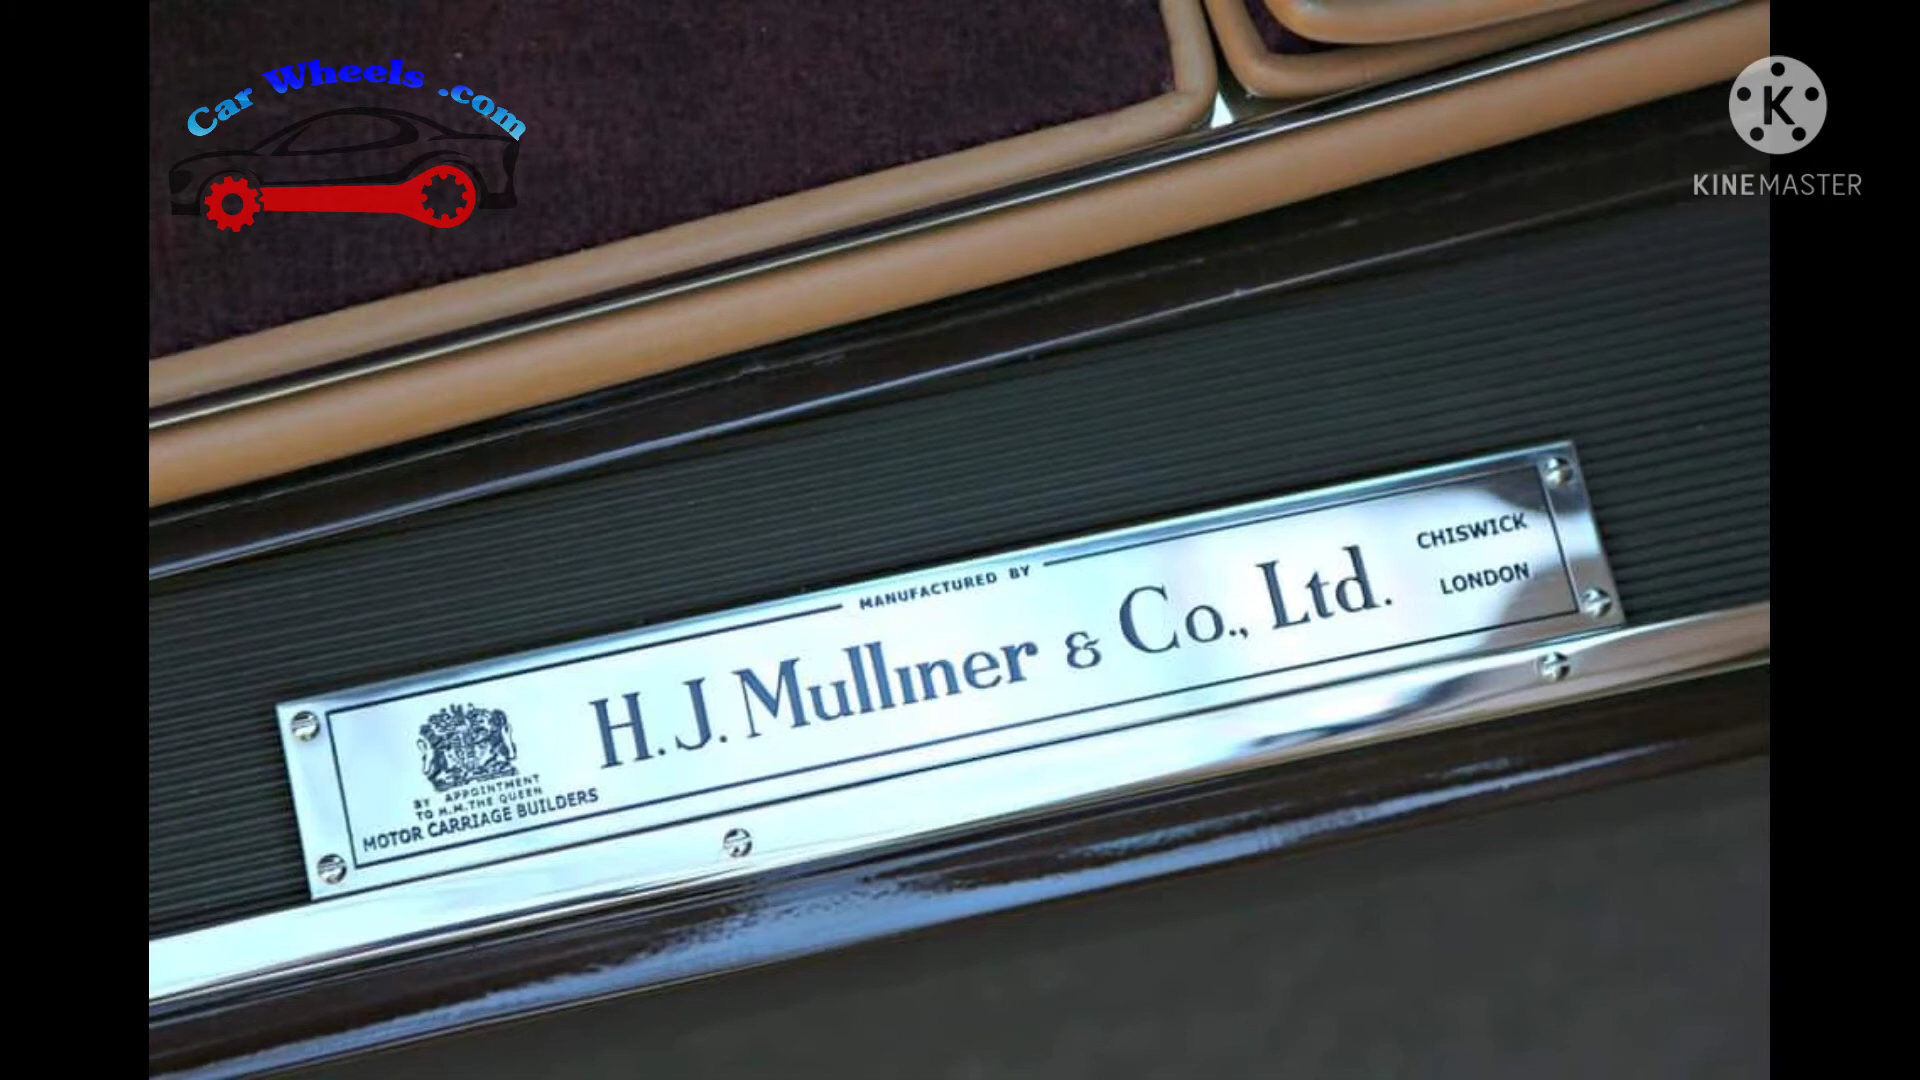 Car Wheels .com
K
KINEMASTER
MANUFACTURED BY
H. J. Mulliner & Co., Ltd.
CHISWICK
LONDON
BY APPOINTMENT
TO H.M. THE QUEEN
MOTOR CARRIAGE BUILDERS